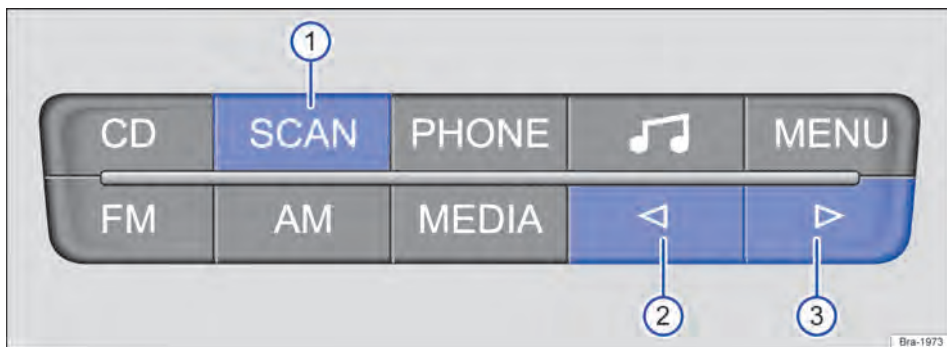 1
CD SCAN PHONE MENU
FM AM MEDIA
2 3
Bra-1973